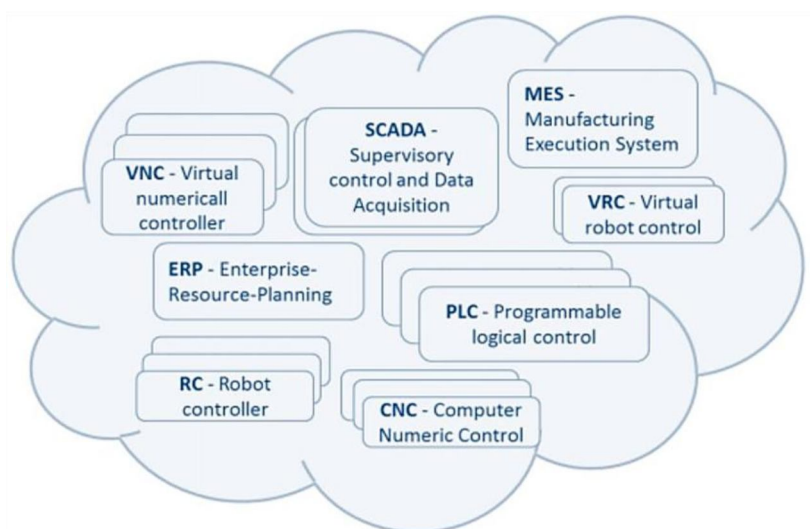 MES -
Manufacturing
Execution System
SCADA -
Supervisory
control and Data
Acquisition
VNC - Virtual
numericall
controller
VRC - Virtual
robot control
ERP - Enterprise-
Resource-Planning
PLC - Programmable
logical control
RC - Robot
controller
CNC - Computer
Numeric Control